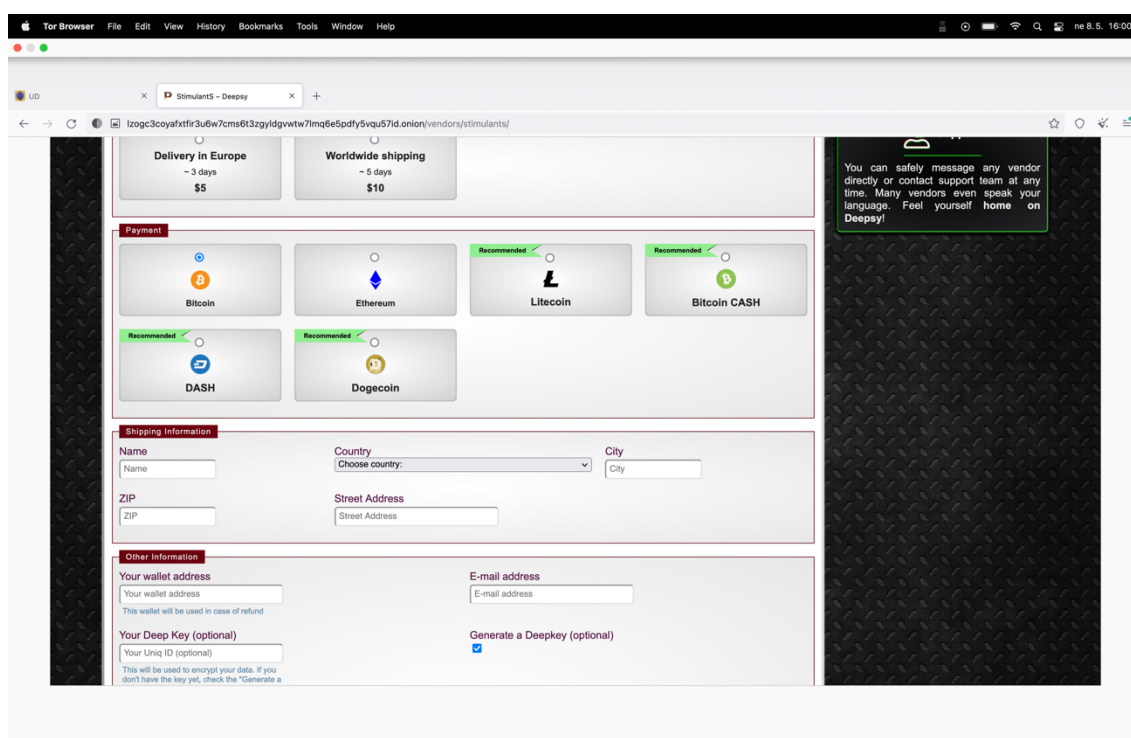 Tor Browser File Edit View History Bookmarks Tools Window Help ne 8. 5. 16:00
UD StimulantS – Deepsy
lzogc3coyafxtfir3u6w7cms6t3zgyldgvwtw7lmq6e5pdfy5vqu57id.onion/vendors/stimulants/
Delivery in Europe
~ 3 days
$5
Worldwide shipping
~ 5 days
$10
You can safely message any vendor
directly or contact support team at any
time. Many vendors even speak your
language. Feel yourself home on
Deepsy!
Payment
Bitcoin
Ethereum
Recommended
Litecoin
Recommended
Bitcoin CASH
Recommended
DASH
Recommended
Dogecoin
Shipping Information
Name
Name
Country
Choose country:
City
City
ZIP
ZIP
Street Address
Street Address
Other Information
Your wallet address
Your wallet address
This wallet will be used in case of refund
E-mail address
E-mail address
Your Deep Key (optional)
Your Uniq ID (optional)
This will be used to encrypt your data. If you
don't have the key yet, check the "Generate a
Generate a Deepkey (optional)